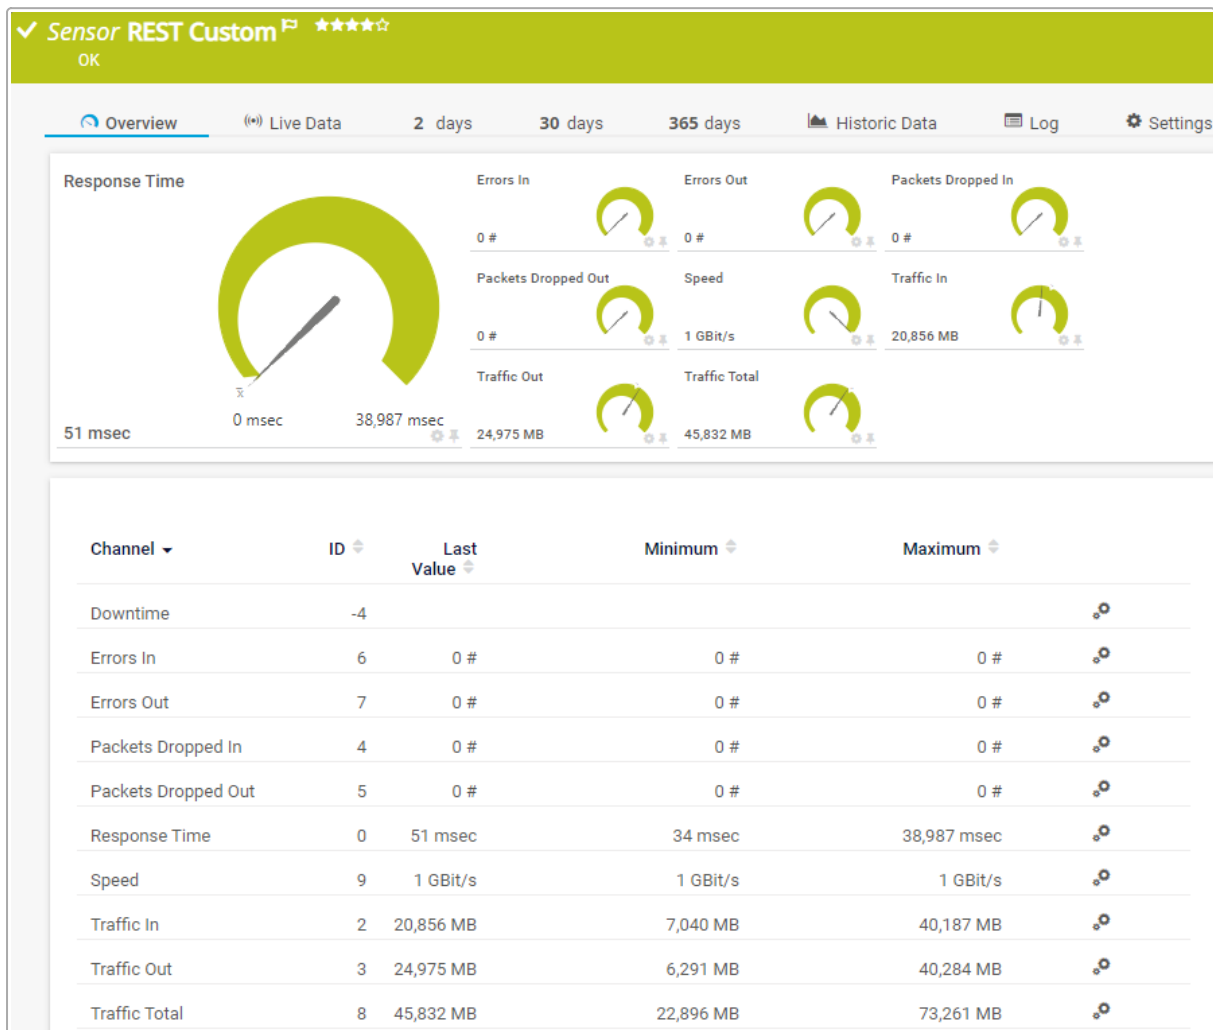 Sensor REST Custom
OK
Overview Live Data 2 days 30 days 365 days Historic Data Log Settings
Response Time
x̄
0 msec 38,987 msec
51 msec
Errors In
0 #
Errors Out
0 #
Packets Dropped In
0 #
Packets Dropped Out
0 #
Speed
1 GBit/s
Traffic In
20,856 MB
Traffic Out
24,975 MB
Traffic Total
45,832 MB
Channel ID Last Value Minimum Maximum
Downtime -4
Errors In 6 0 # 0 # 0 #
Errors Out 7 0 # 0 # 0 #
Packets Dropped In 4 0 # 0 # 0 #
Packets Dropped Out 5 0 # 0 # 0 #
Response Time 0 51 msec 34 msec 38,987 msec
Speed 9 1 GBit/s 1 GBit/s 1 GBit/s
Traffic In 2 20,856 MB 7,040 MB 40,187 MB
Traffic Out 3 24,975 MB 6,291 MB 40,284 MB
Traffic Total 8 45,832 MB 22,896 MB 73,261 MB